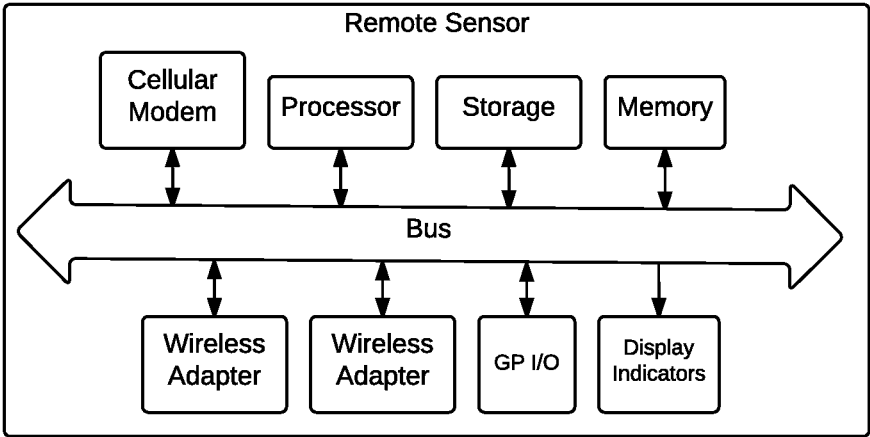 Remote Sensor
Cellular
Modem
Processor
Storage
Memory
Bus
Wireless
Adapter
Wireless
Adapter
GP I/O
Display
Indicators